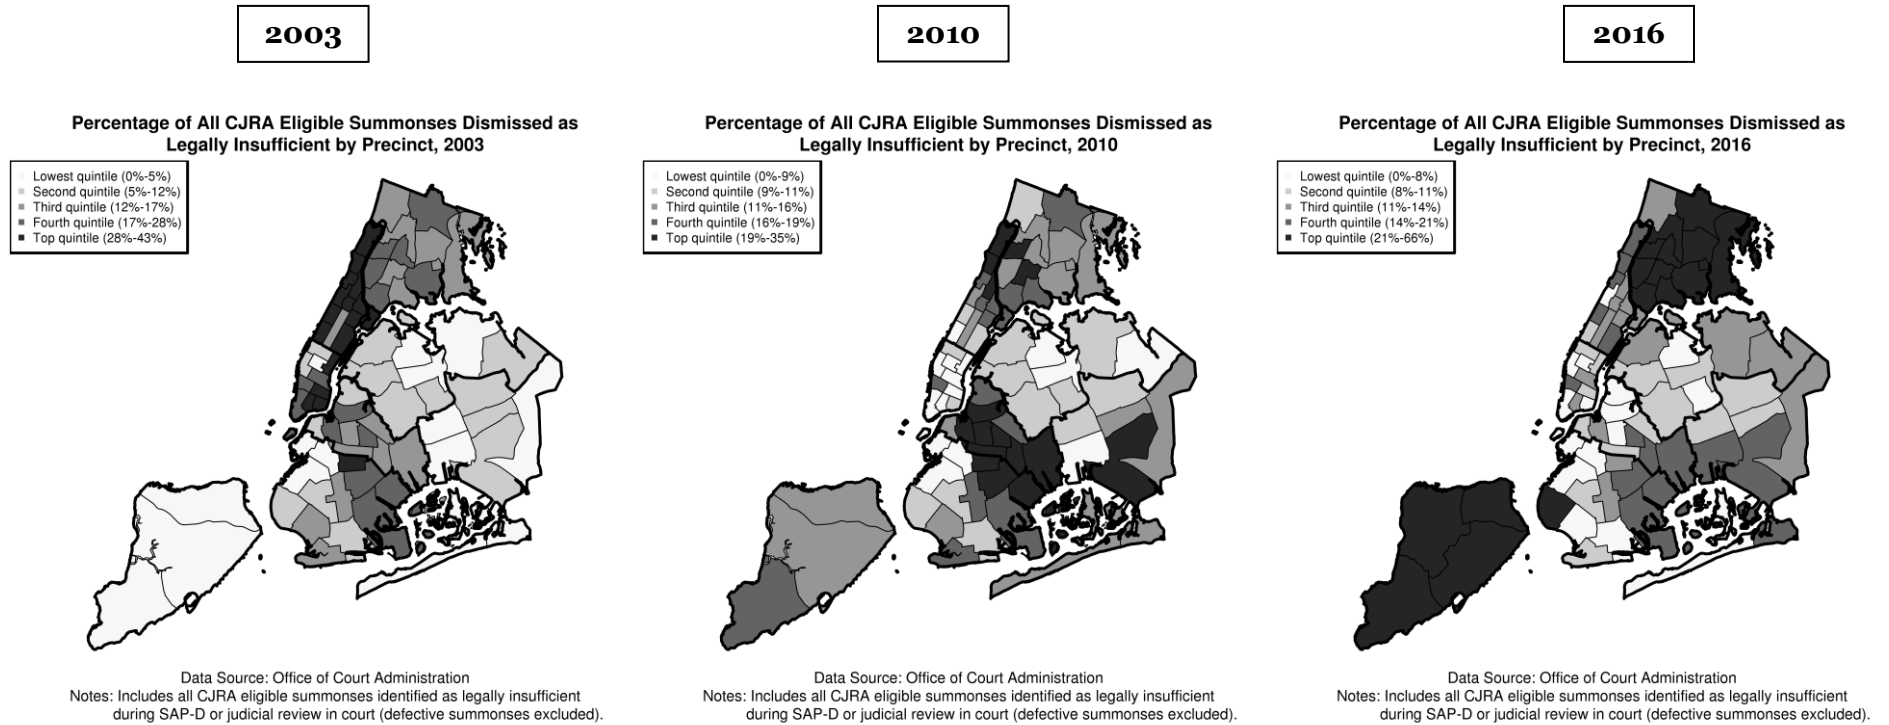 2003
Percentage of All CJRA Eligible Summonses Dismissed as
Legally Insufficient by Precinct, 2003
Lowest quintile (0%-5%)
Second quintile (5%-12%)
Third quintile (12%-17%)
Fourth quintile (17%-28%)
Top quintile (28%-43%)
Data Source: Office of Court Administration
Notes: Includes all CJRA eligible summonses identified as legally insufficient
during SAP-D or judicial review in court (defective summonses excluded).
2010
Percentage of All CJRA Eligible Summonses Dismissed as
Legally Insufficient by Precinct, 2010
Lowest quintile (0%-9%)
Second quintile (9%-11%)
Third quintile (11%-16%)
Fourth quintile (16%-19%)
Top quintile (19%-35%)
Data Source: Office of Court Administration
Notes: Includes all CJRA eligible summonses identified as legally insufficient
during SAP-D or judicial review in court (defective summonses excluded).
2016
Percentage of All CJRA Eligible Summonses Dismissed as
Legally Insufficient by Precinct, 2016
Lowest quintile (0%-8%)
Second quintile (8%-11%)
Third quintile (11%-14%)
Fourth quintile (14%-21%)
Top quintile (21%-66%)
Data Source: Office of Court Administration
Notes: Includes all CJRA eligible summonses identified as legally insufficient
during SAP-D or judicial review in court (defective summonses excluded).